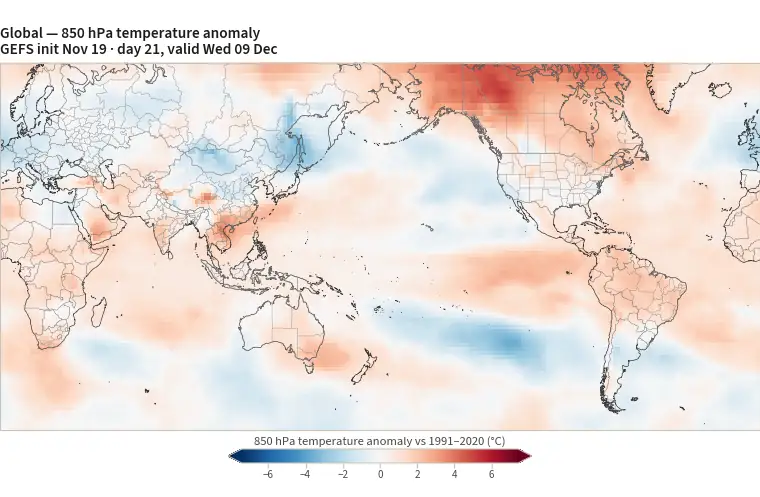 Global — 850 hPa temperature anomaly
GEFS init Nov 19 · day 21, valid Wed 09 Dec
850 hPa temperature anomaly vs 1991–2020 (°C)
−6 −4 −2 0 2 4 6